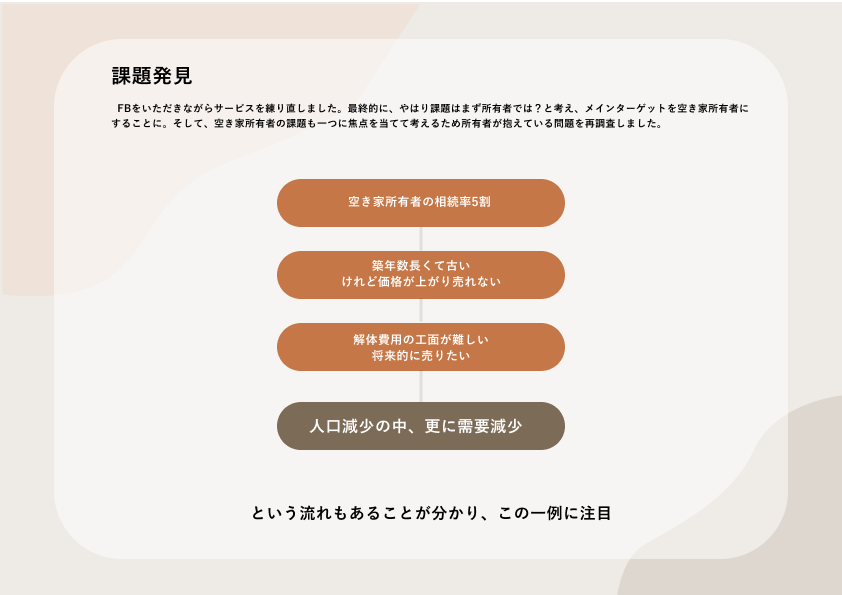 課題発見
FBをいただきながらサービスを練り直しました。最終的に、やはり課題はまず所有者では？と考え、メインターゲットを空き家所有者に
することに。そして、空き家所有者の課題も一つに焦点を当てて考えるため所有者が抱えている問題を再調査しました。
空き家所有者の相続率5割
築年数長くて古い
けれど価格が上がり売れない
解体費用の工面が難しい
将来的に売りたい
人口減少の中、更に需要減少
という流れもあることが分かり、この一例に注目